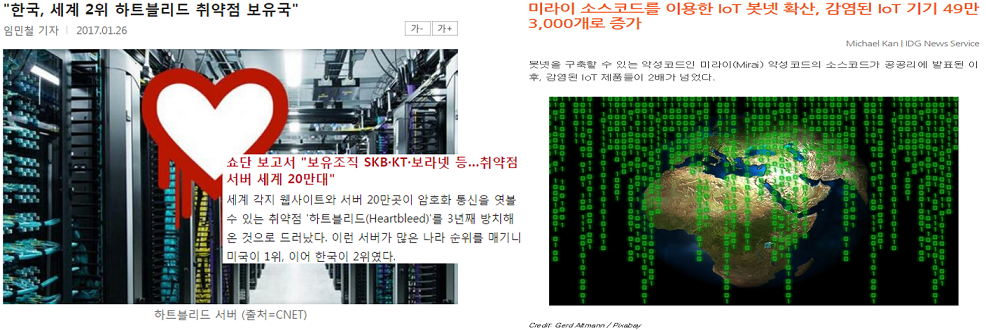 "한국, 세계 2위 하트블리드 취약점 보유국"
임민철 기자 | 2017.01.26
가- 가+
쇼단 보고서 "보유조직 SKB·KT·보라넷 등...취약점
서버 세계 20만대"
세계 각지 웹사이트와 서버 20만곳이 암호화 통신을 엿볼
수 있는 취약점 '하트블리드(Heartbleed)'를 3년째 방치해
온 것으로 드러났다. 이런 서버가 많은 나라 순위를 매기니
미국이 1위, 이어 한국이 2위였다.
하트블리드 서버 (출처=CNET)
미라이 소스코드를 이용한 IoT 봇넷 확산, 감염된 IoT 기기 49만
3,000개로 증가
Michael Kan | IDG News Service
봇넷을 구축할 수 있는 악성코드인 미라이(Mirai) 악성코드의 소스코드가 공공리에 발표된 이
후, 감염된 IoT 제품들이 2배가 넘었다.
Credit: Gerd Altmann / Pixabay